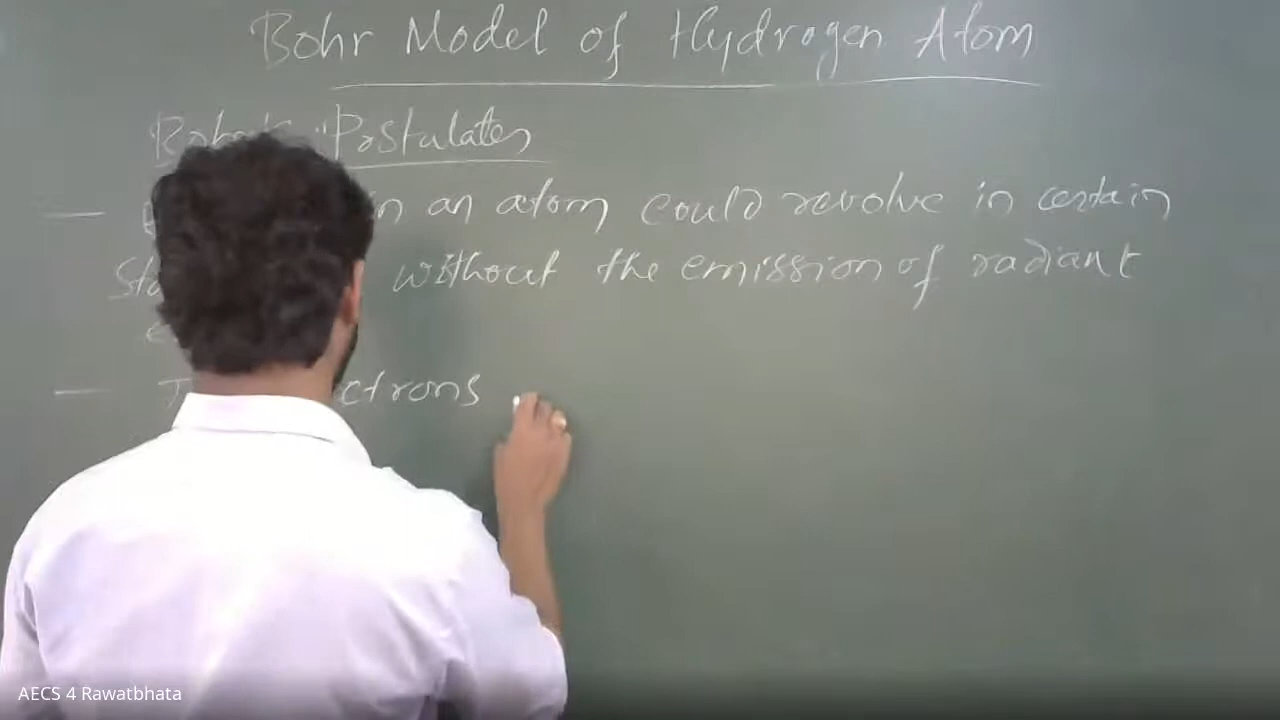 Bohr Model of Hydrogen Atom
Postulates
— in an atom could revolve in certain
without the emission of radiant
—
AECS 4 Rawatbhata